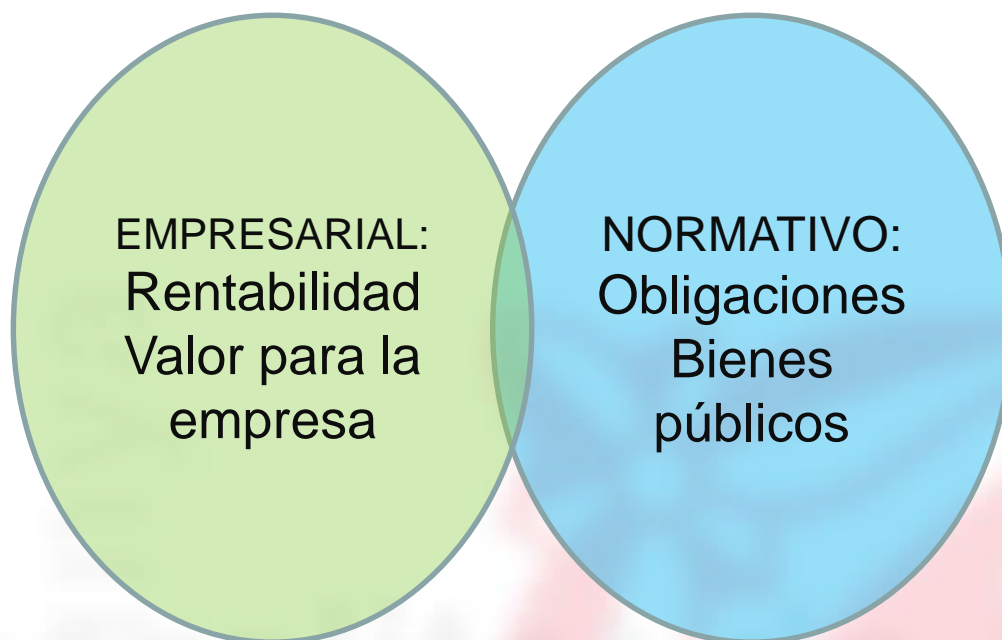 EMPRESARIAL:
Rentabilidad
Valor para la
empresa
NORMATIVO:
Obligaciones
Bienes
públicos